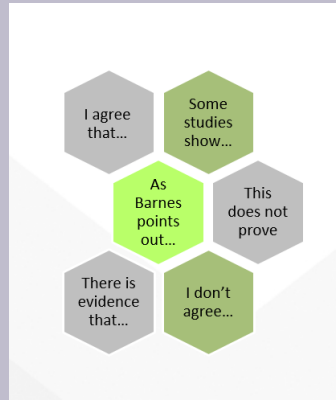 I agree
that…
Some
studies
show…
As
Barnes
points
out…
This
does not
prove
There is
evidence
that…
I don’t
agree…